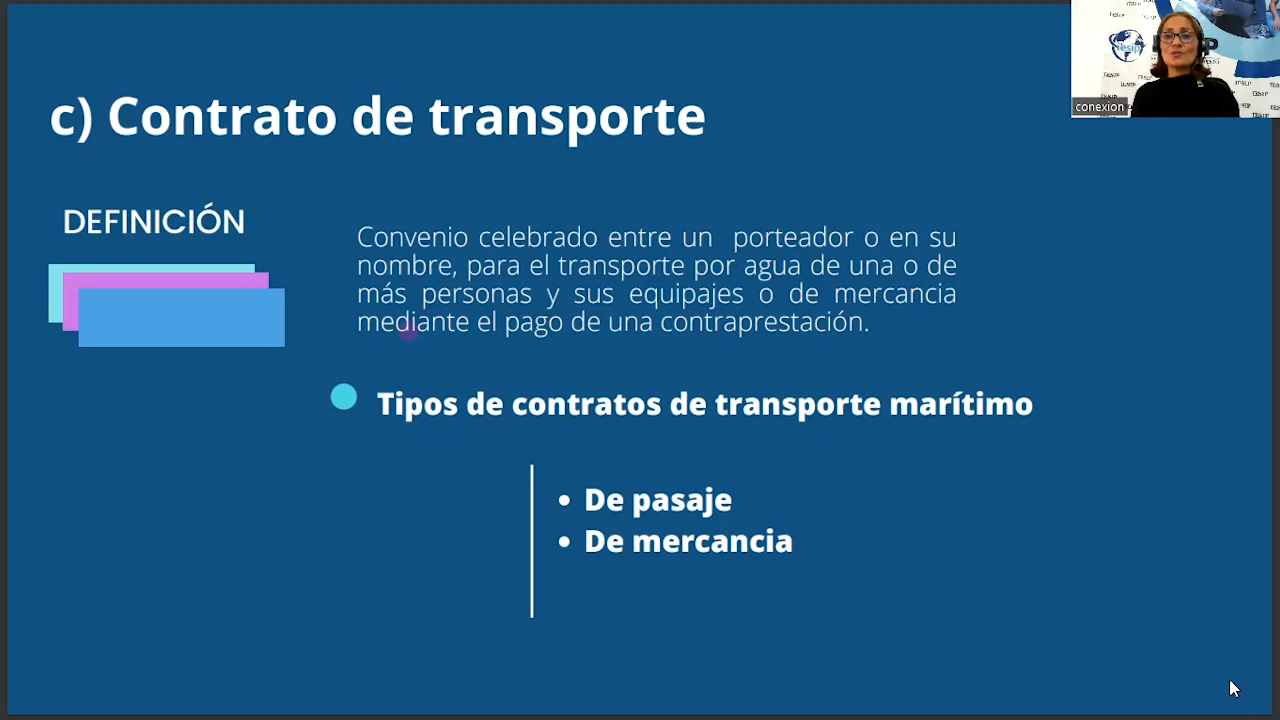 c) Contrato de transporte
DEFINICIÓN
Convenio celebrado entre un porteador o en su
nombre, para el transporte por agua de una o de
más personas y sus equipajes o de mercancia
mediante el pago de una contraprestación.
Tipos de contratos de transporte marítimo
• De pasaje
• De mercancia
conexion